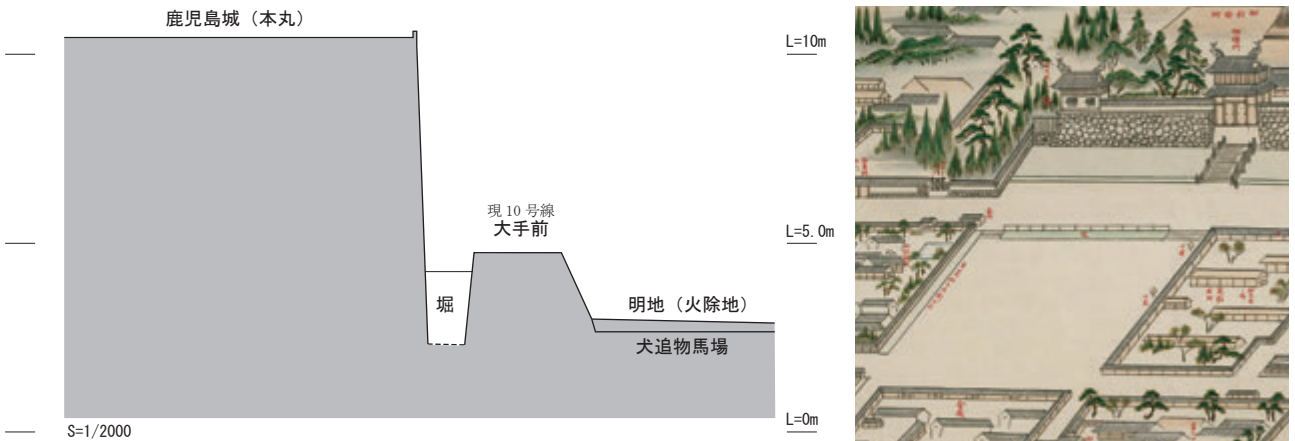 鹿児島城（本丸）
L=10m
現10号線
大手前
L=5.0m
堀
明地（火除地）
犬追物馬場
L=0m
S=1/2000